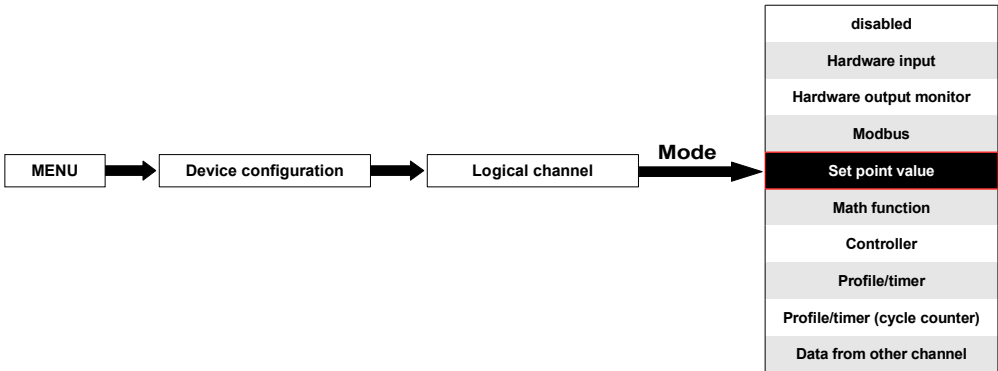 MENU
Device configuration
Logical channel
Mode
disabled
Hardware input
Hardware output monitor
Modbus
Set point value
Math function
Controller
Profile/timer
Profile/timer (cycle counter)
Data from other channel